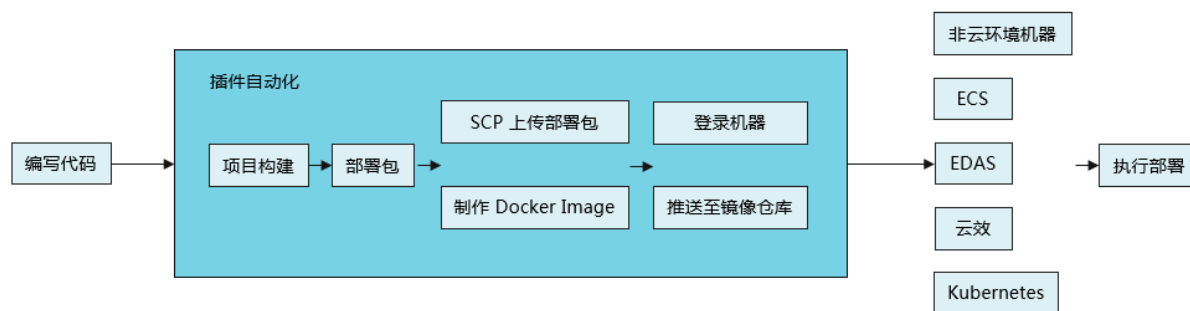 编写代码
插件自动化
项目构建
部署包
SCP 上传部署包
制作 Docker Image
登录机器
推送至镜像仓库
非云环境机器
ECS
EDAS
云效
Kubernetes
执行部署